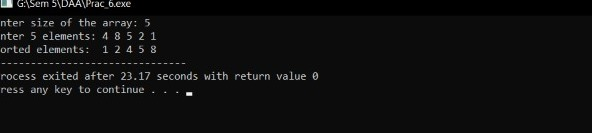 G:\Sem 5\DAA\Prac_6.exe
nter size of the array: 5
nter 5 elements: 4 8 5 2 1
orted elements:  1 2 4 5 8
--------------------------------
rocess exited after 23.17 seconds with return value 0
ress any key to continue . . .